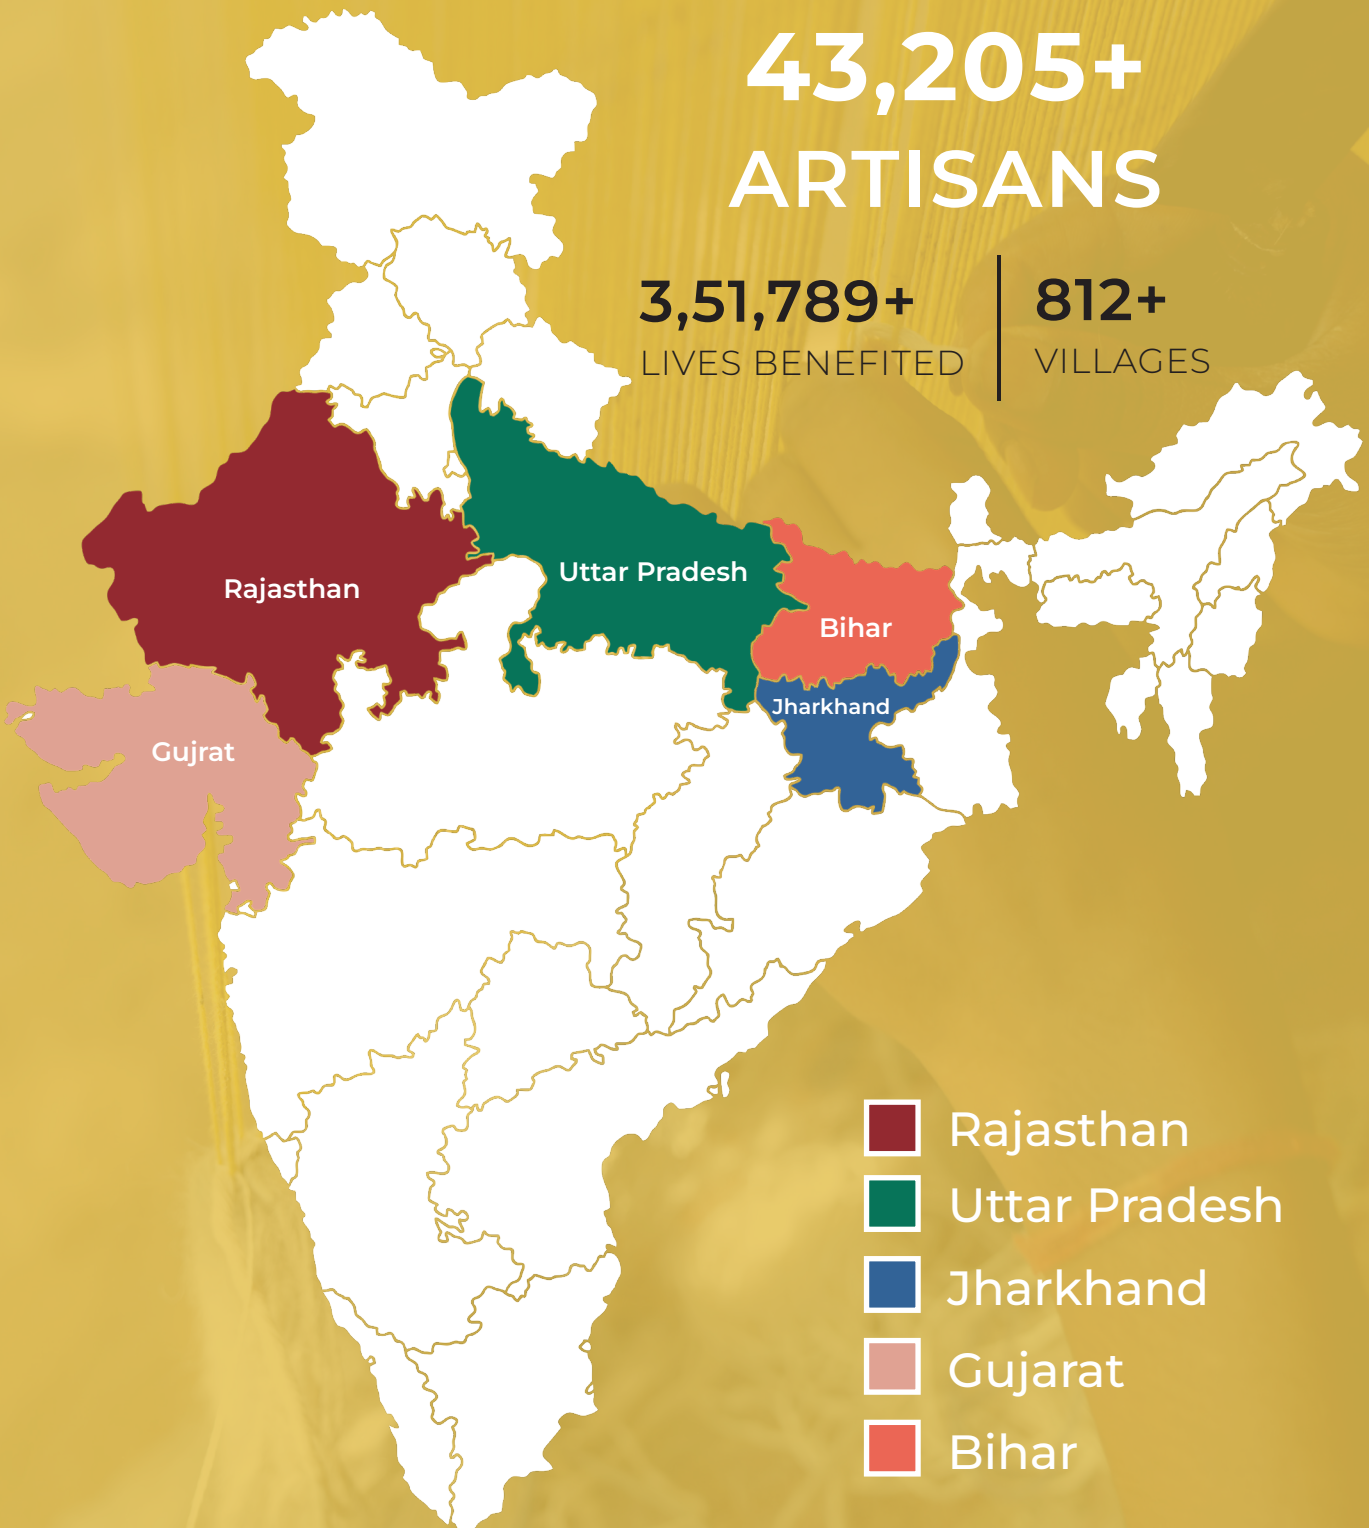 43,205+
ARTISANS
3,51,789+
LIVES BENEFITED
812+
VILLAGES
Rajasthan
Uttar Pradesh
Bihar
Jharkhand
Gujrat
Rajasthan
Uttar Pradesh
Jharkhand
Gujarat
Bihar